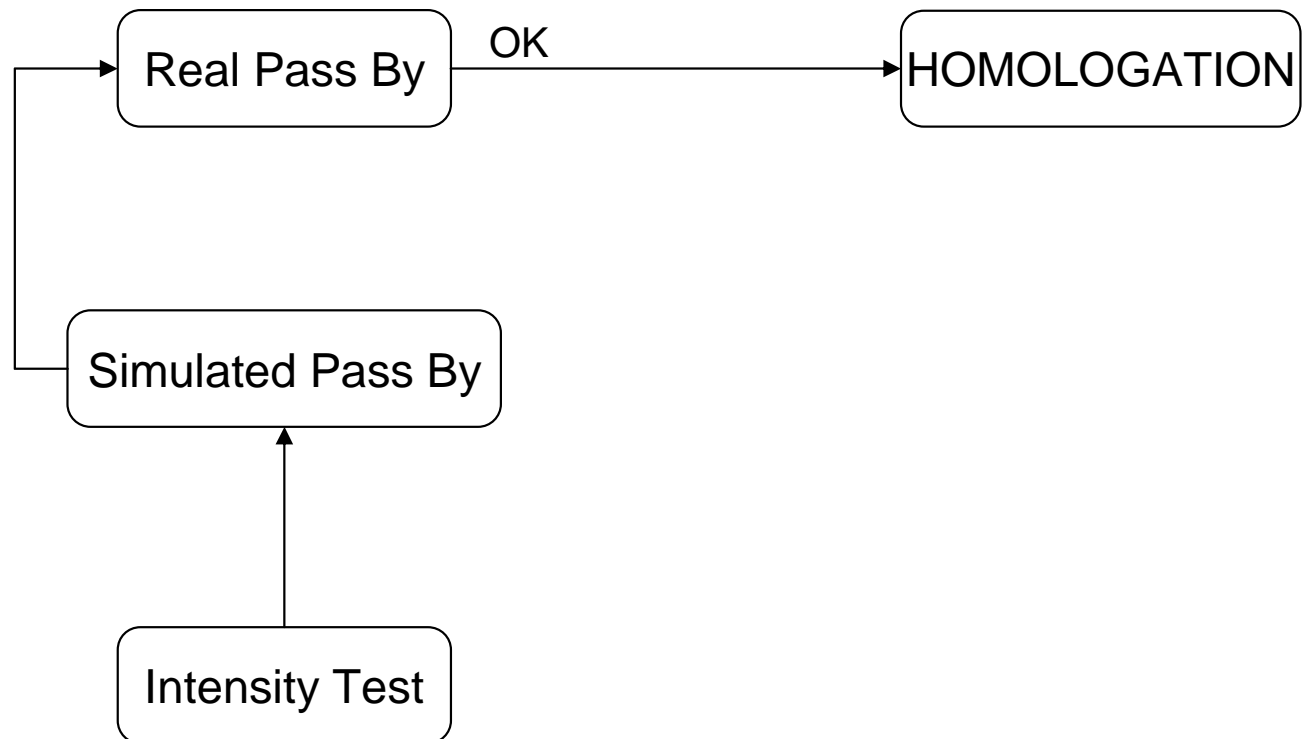 Real Pass By
OK
HOMOLOGATION
Simulated Pass By
Intensity Test